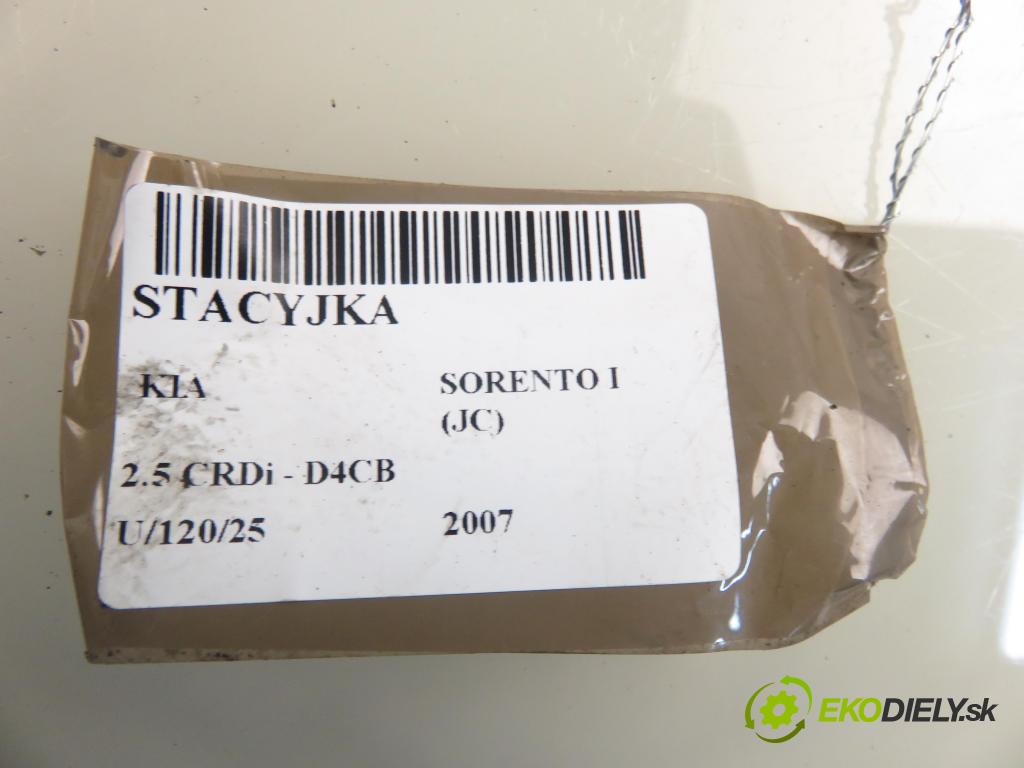 STACYJKA
KIA
SORENTO I
(JC)
2.5 CRDi - D4CB
U/120/25
2007
EKODIELY.sk